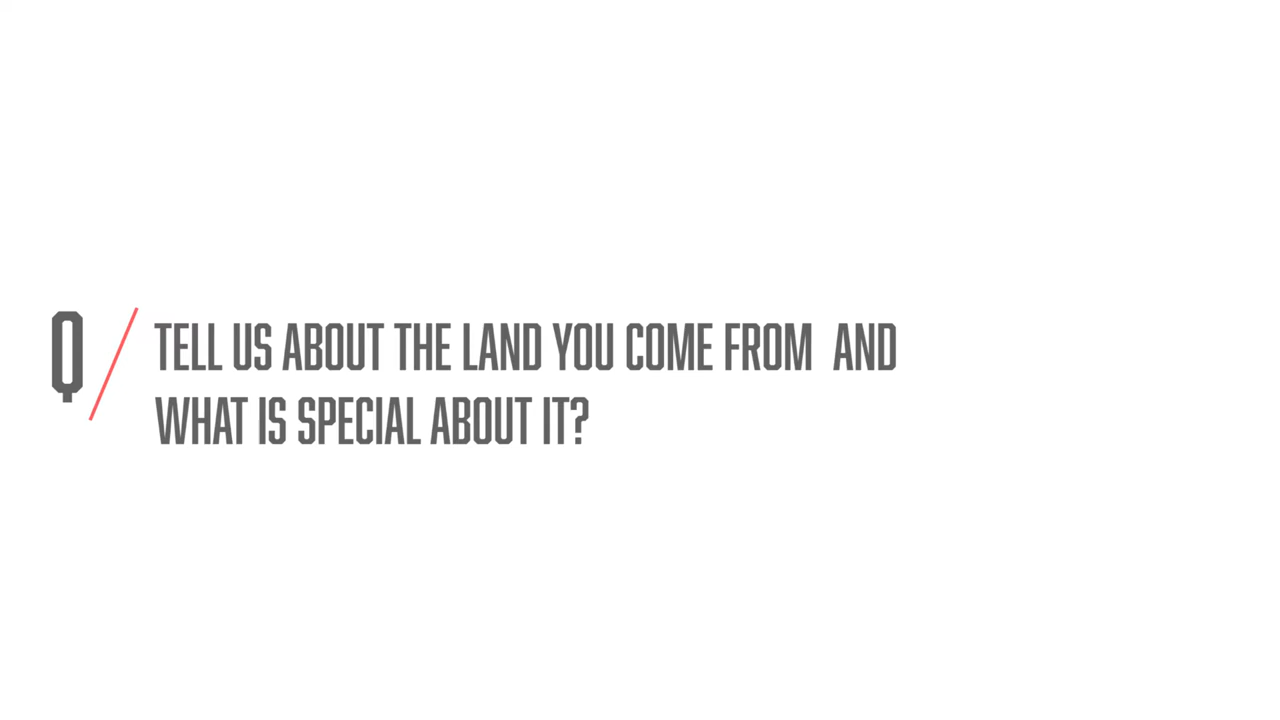 Q/ TELL US ABOUT THE LAND YOU COME FROM AND
WHAT IS SPECIAL ABOUT IT?